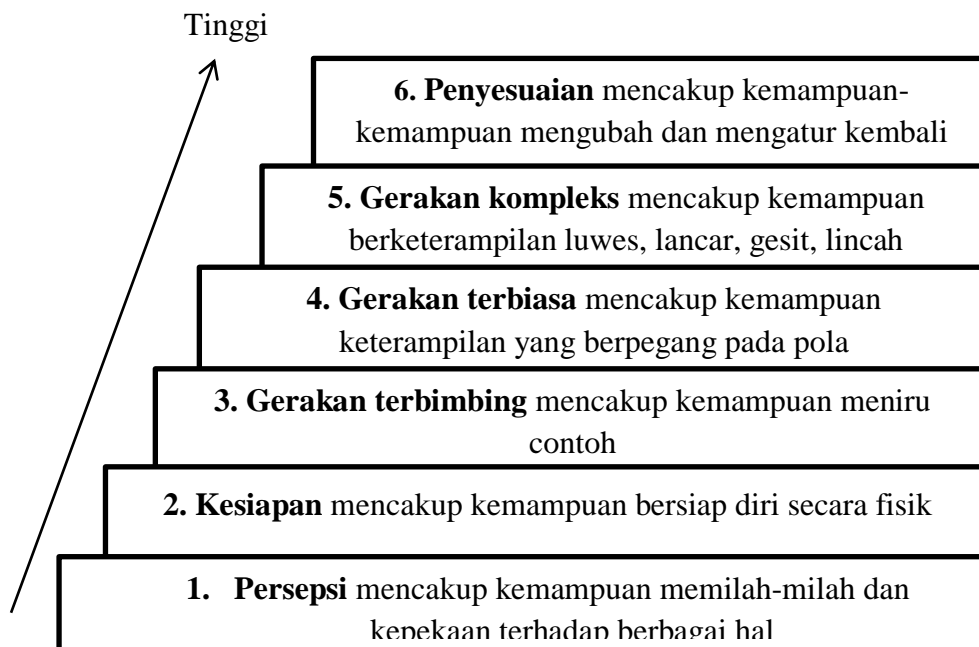 Tinggi
6. Penyesuaian mencakup kemampuan-
kemampuan mengubah dan mengatur kembali
5. Gerakan kompleks mencakup kemampuan
berketerampilan luwes, lancar, gesit, lincah
4. Gerakan terbiasa mencakup kemampuan
keterampilan yang berpegang pada pola
3. Gerakan terbimbing mencakup kemampuan meniru
contoh
2. Kesiapan mencakup kemampuan bersiap diri secara fisik
1. Persepsi mencakup kemampuan memilah-milah dan
kepekaan terhadap berbagai hal